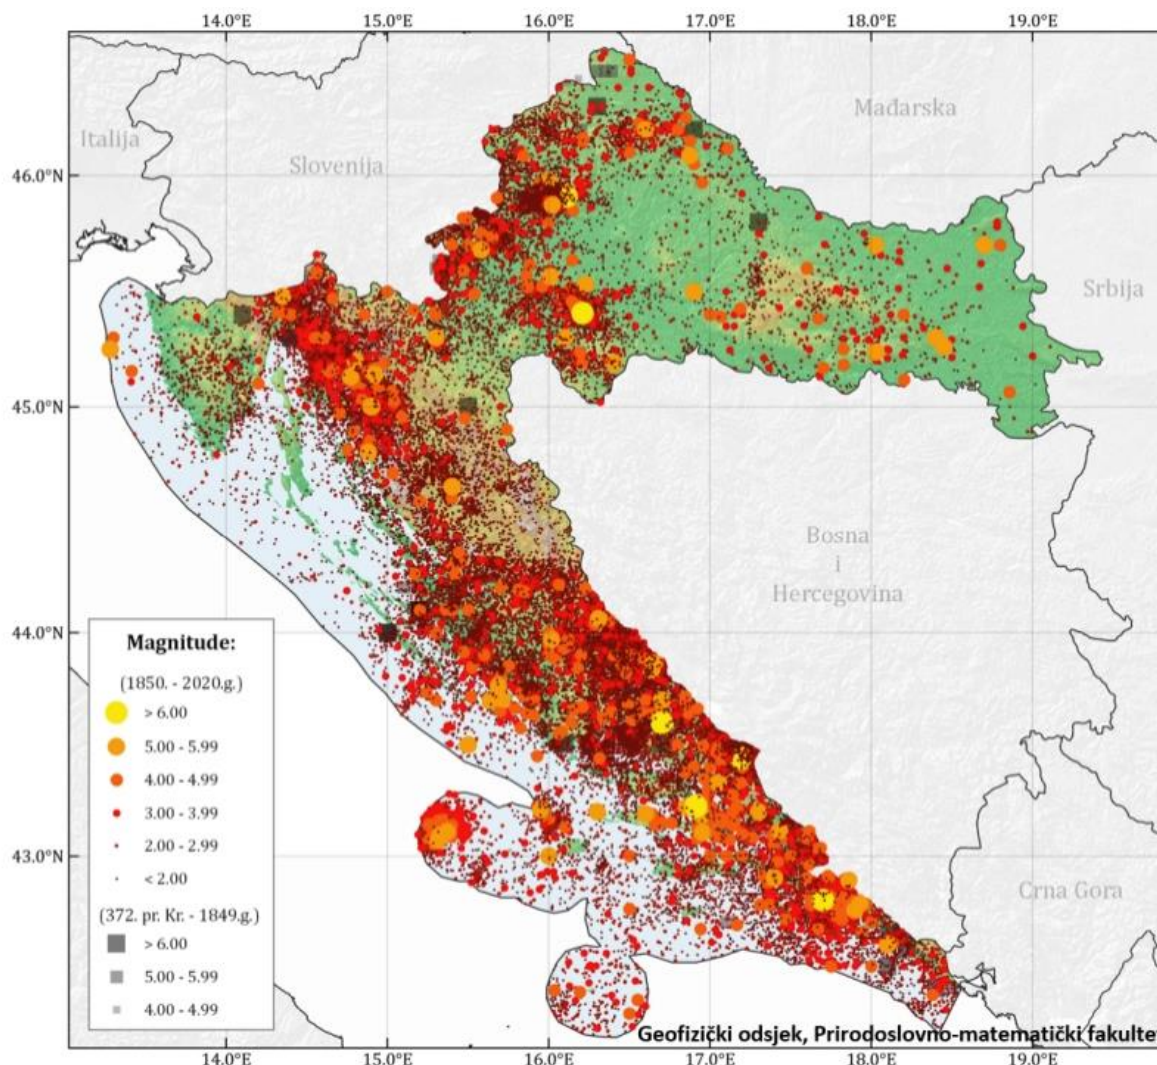 14.0°E 15.0°E 16.0°E 17.0°E 18.0°E 19.0°E
Mađarska
Italija
Slovenija
46.0°N
Srbija
45.0°N
Bosna
i
Hercegovina
44.0°N
Magnitude:
(1850. - 2020.g.)
> 6.00
5.00 - 5.99
4.00 - 4.99
3.00 - 3.99
2.00 - 2.99
< 2.00
(372. pr. Kr. - 1849.g.)
> 6.00
5.00 - 5.99
4.00 - 4.99
43.0°N
Crna Gora
Geofizički odsjek, Prirodoslovno-matematički fakulte
14.0°E 15.0°E 16.0°E 17.0°E 18.0°E 19.0°E